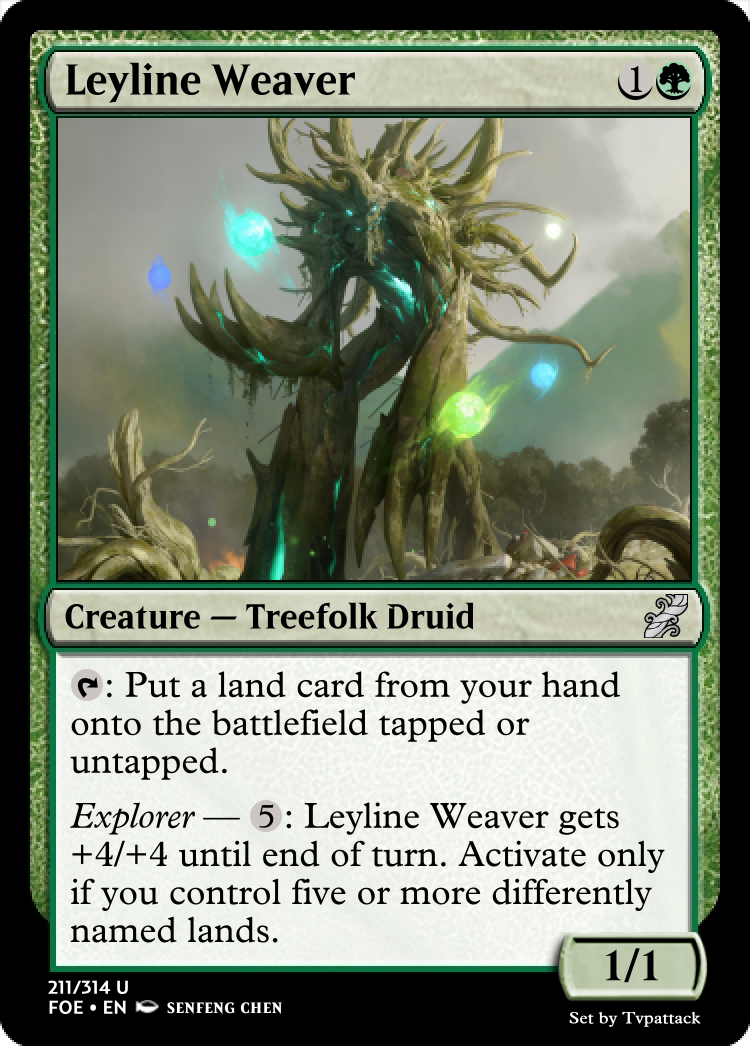 Leyline Weaver 1
Creature — Treefolk Druid
: Put a land card from your hand
onto the battlefield tapped or
untapped.
Explorer — 5: Leyline Weaver gets
+4/+4 until end of turn. Activate only
if you control five or more differently
named lands.
1/1
211/314 U
FOE • EN SENFENG CHEN
Set by Tvpattack